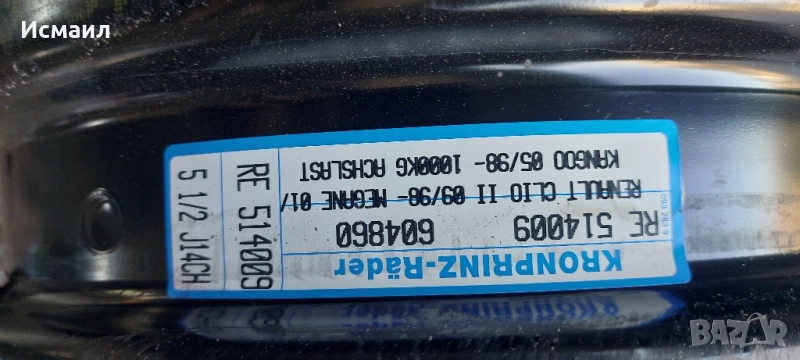 Исмаил
KRONPRINZ-Räder
RE 514009 604860
RENAULT CLIO II 09/98- MEGANE 01/
KANGOO 05/98- 1000KG ACHSLAST
RE 514009
5 1/2 J14CH
BAZAR